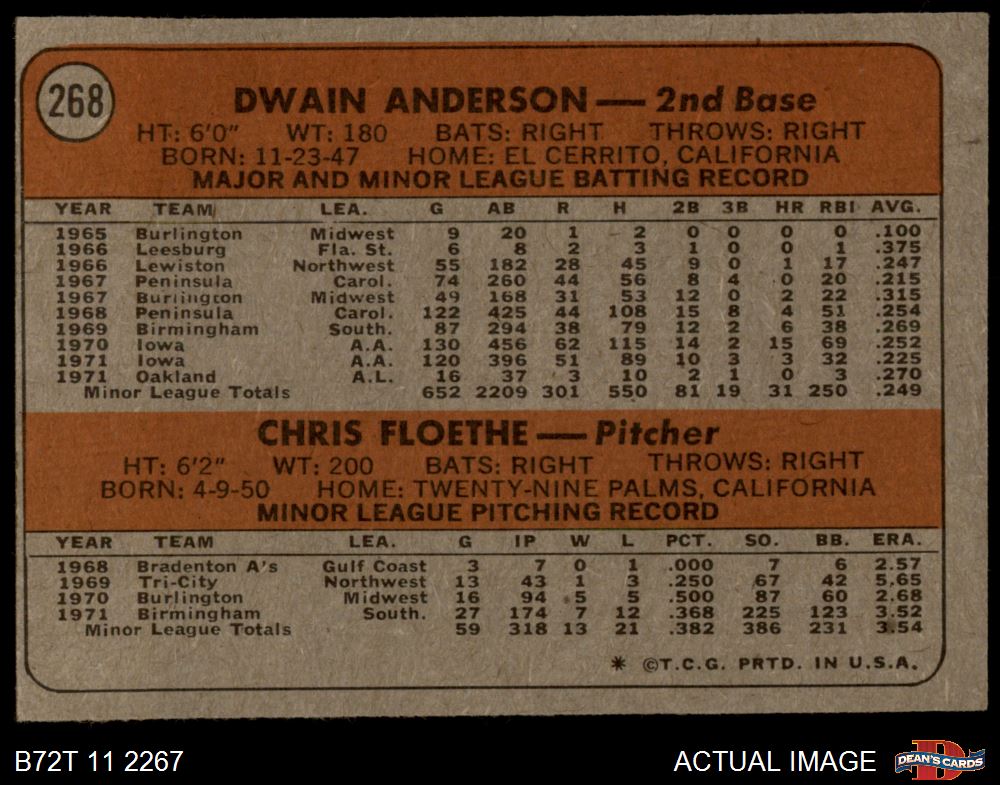 268
DWAIN ANDERSON — 2nd Base
HT: 6'0" WT: 180 BATS: RIGHT THROWS: RIGHT
BORN: 11-23-47 HOME: EL CERRITO, CALIFORNIA
MAJOR AND MINOR LEAGUE BATTING RECORD
YEAR TEAM LEA. G AB R H 2B 3B HR RBI AVG.
1965 Burlington Midwest 9 20 1 2 0 0 0 0 .100
1966 Leesburg Fla. St. 6 8 2 3 1 0 0 1 .375
1966 Lewiston Northwest 55 182 28 45 9 0 1 17 .247
1967 Peninsula Carol. 74 260 44 56 8 4 0 20 .215
1967 Burlington Midwest 49 168 31 53 12 0 2 22 .315
1968 Peninsula Carol. 122 425 44 108 15 8 4 51 .254
1969 Birmingham South. 87 294 38 79 12 2 6 38 .269
1970 Iowa A.A. 130 456 62 115 14 2 15 69 .252
1971 Iowa A.A. 120 396 51 89 10 3 3 32 .225
1971 Oakland A.L. 16 37 3 10 2 1 0 3 .270
Minor League Totals 652 2209 301 550 81 19 31 250 .249
CHRIS FLOETHE — Pitcher
HT: 6'2" WT: 200 BATS: RIGHT THROWS: RIGHT
BORN: 4-9-50 HOME: TWENTY-NINE PALMS, CALIFORNIA
MINOR LEAGUE PITCHING RECORD
YEAR TEAM LEA. G IP W L PCT. SO. BB. ERA.
1968 Bradenton A's Gulf Coast 3 7 0 1 .000 7 6 2.57
1969 Tri-City Northwest 13 43 1 3 .250 67 42 5.65
1970 Burlington Midwest 16 94 5 5 .500 87 60 2.68
1971 Birmingham South. 27 174 7 12 .368 225 123 3.52
Minor League Totals 59 318 13 21 .382 386 231 3.54
* ©T.C.G. PRTD. IN U.S.A.
B72T 11 2267 ACTUAL IMAGE
D
DEAN'S CARDS